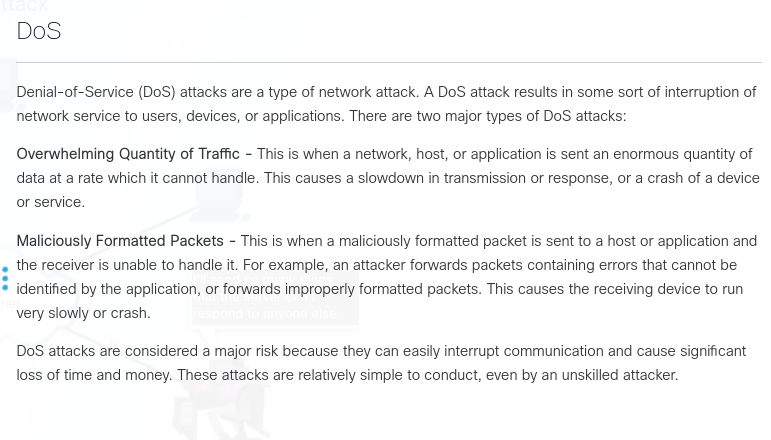 ttack
DoS
Denial-of-Service (DoS) attacks are a type of network attack. A DoS attack results in some sort of interruption of
network service to users, devices, or applications. There are two major types of DoS attacks:
Overwhelming Quantity of Traffic - This is when a network, host, or application is sent an enormous quantity of
data at a rate which it cannot handle. This causes a slowdown in transmission or response, or a crash of a device
or service.
Maliciously Formatted Packets - This is when a maliciously formatted packet is sent to a host or application and
the receiver is unable to handle it. For example, an attacker forwards packets containing errors that cannot be
identified by the application, or forwards improperly formatted packets. This causes the receiving device to run
very slowly or crash.
respond to anyone else
DoS attacks are considered a major risk because they can easily interrupt communication and cause significant
loss of time and money. These attacks are relatively simple to conduct, even by an unskilled attacker.